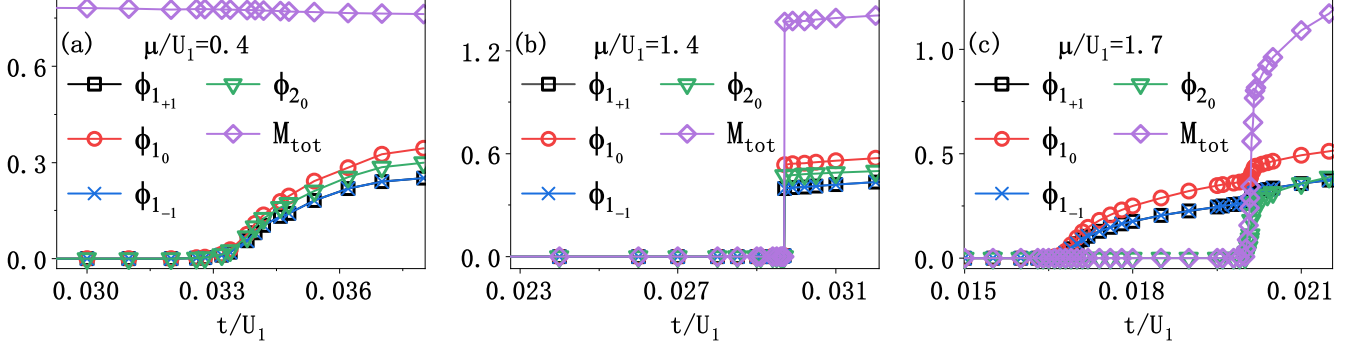 (a) μ/U₁=0.4
ϕ₁₊₁ ϕ₂₀
ϕ₁₀ Mtot
ϕ₁₋₁
0.6
0.3
0.0
0.030 0.033 0.036
t/U₁
(b) μ/U₁=1.4
ϕ₁₊₁ ϕ₂₀
ϕ₁₀ Mtot
ϕ₁₋₁
1.2
0.6
0.0
0.023 0.027 0.031
t/U₁
(c) μ/U₁=1.7
ϕ₁₊₁ ϕ₂₀
ϕ₁₀ Mtot
ϕ₁₋₁
1.0
0.5
0.0
0.015 0.018 0.021
t/U₁